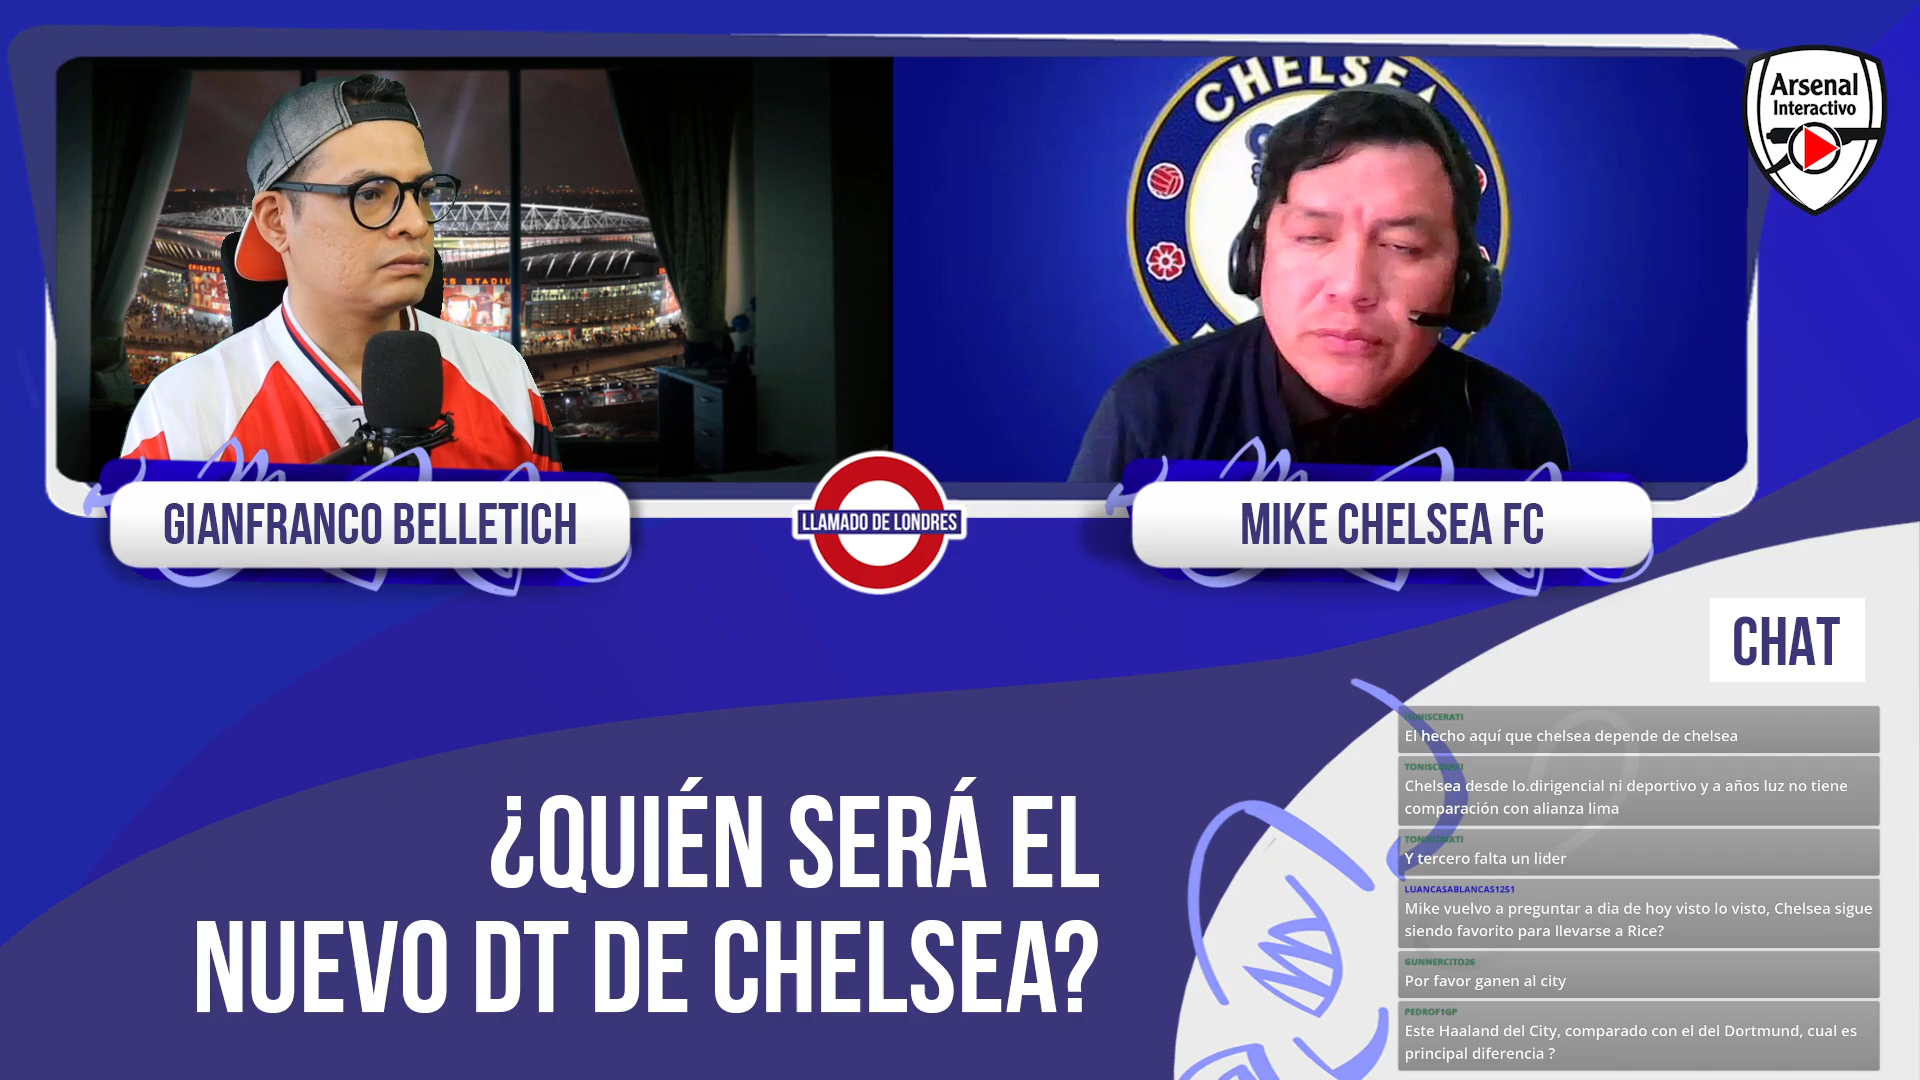 CHELSEA
Arsenal
Interactivo
EMIRATES
GIANFRANCO BELLETICH
LLAMADO DE LONDRES
MIKE CHELSEA FC
CHAT
¿QUIÉN SERÁ EL
NUEVO DT DE CHELSEA?
El hecho aquí que chelsea depende de chelsea
TONISCERATI
Chelsea desde lo.dirigencial ni deportivo y a años luz no tiene
comparación con alianza lima
TONISCERATI
Y tercero falta un lider
LUANCASABLANCAS1251
Mike vuelvo a preguntar a dia de hoy visto lo visto, Chelsea sigue
siendo favorito para llevarse a Rice?
GUNNERCITO26
Por favor ganen al city
PEDROF1GP
Este Haaland del City, comparado con el del Dortmund, cual es
principal diferencia ?